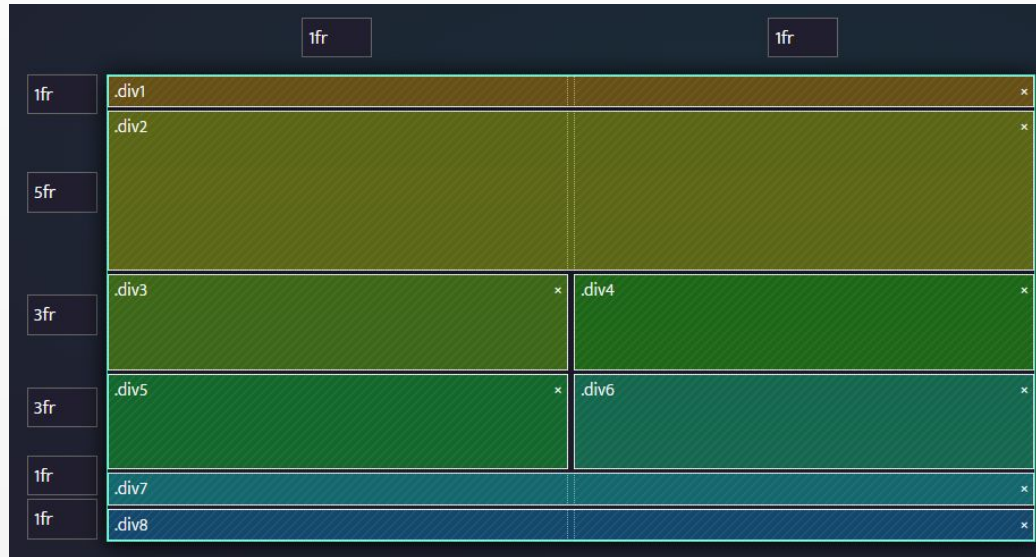 1fr 1fr
1fr
.div1 ×
.div2 ×
5fr
3fr
.div3 × .div4 ×
3fr
.div5 × .div6 ×
1fr
.div7 ×
1fr
.div8 ×